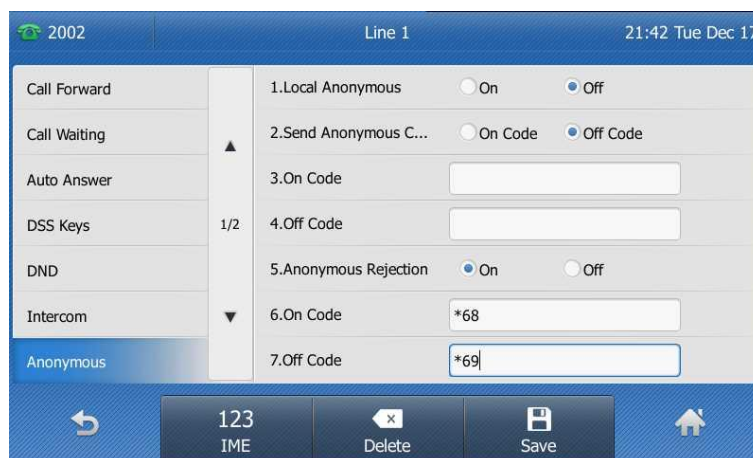 2002 Line 1 21:42 Tue Dec 17
Call Forward
Call Waiting
Auto Answer
DSS Keys
DND
Intercom
Anonymous
1/2
1.Local Anonymous On Off
2.Send Anonymous C... On Code Off Code
3.On Code
4.Off Code
5.Anonymous Rejection On Off
6.On Code *68
7.Off Code *69
123
IME
Delete
Save